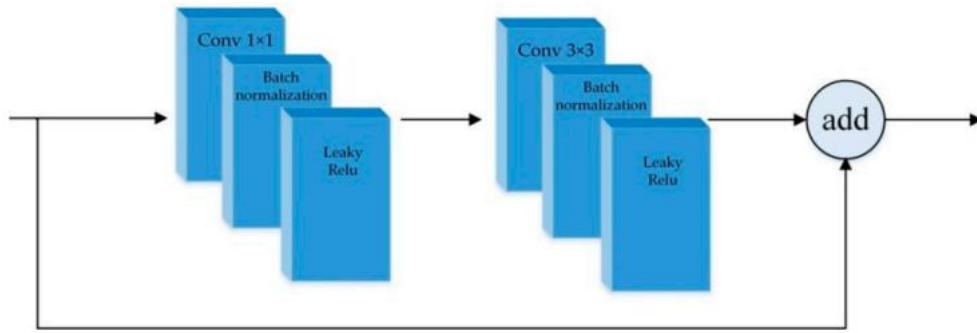 Conv 1×1
Batch
normalization
Leaky
Relu
Conv 3×3
Batch
normalization
Leaky
Relu
add